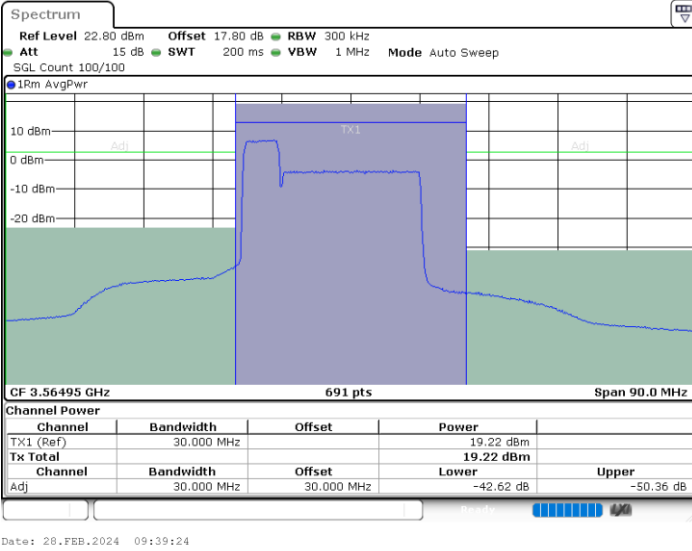 Spectrum
Ref Level 22.80 dBm Offset 17.80 dB RBW 300 kHz
Att 15 dB SWT 200 ms VBW 1 MHz Mode Auto Sweep
SGL Count 100/100
1Rm AvgPwr
TX1
10 dBm
Adj Adj
0 dBm
-10 dBm
-20 dBm
CF 3.56495 GHz 691 pts Span 90.0 MHz
Channel Power
Channel Bandwidth Offset Power
TX1 (Ref) 30.000 MHz 19.22 dBm
Tx Total 19.22 dBm
Channel Bandwidth Offset Lower Upper
Adj 30.000 MHz 30.000 MHz -42.62 dB -50.36 dB
Ready
Date: 28.FEB.2024 09:39:24